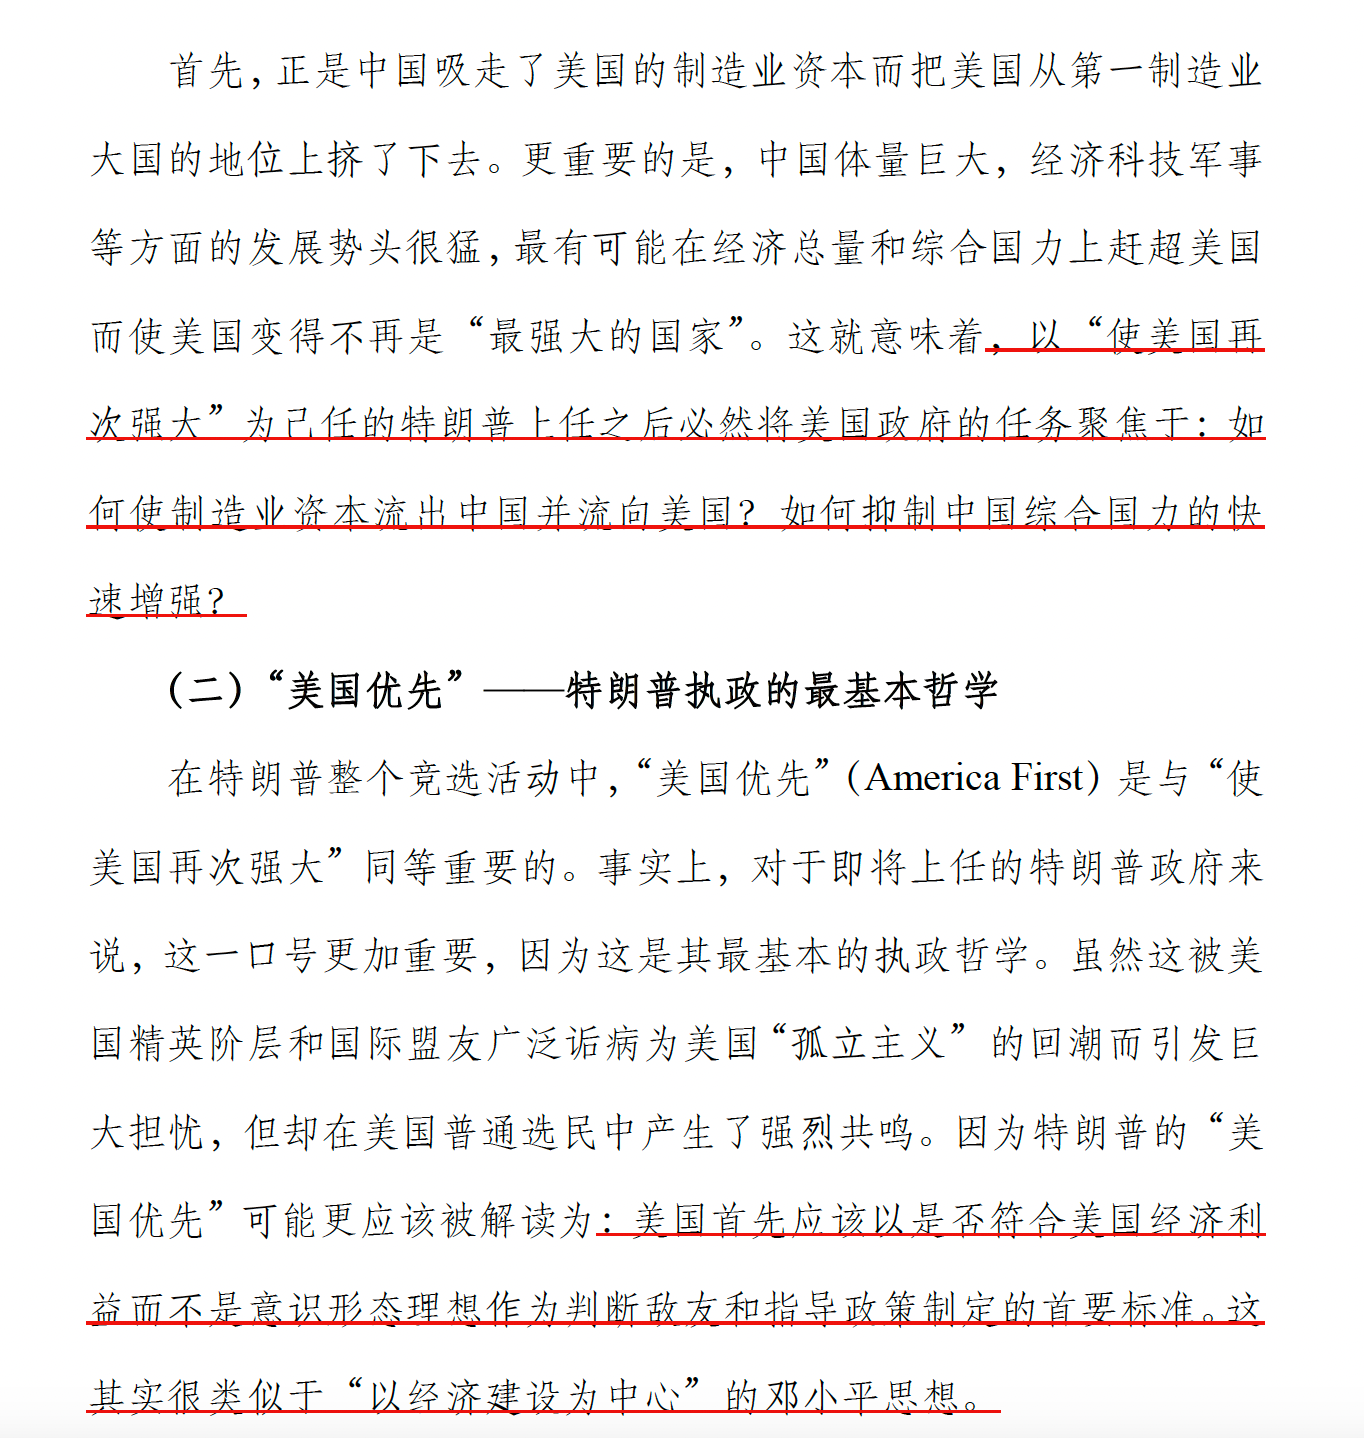 首先，正是中国吸走了美国的制造业资本而把美国从第一制造业
大国的地位上挤了下去。更重要的是，中国体量巨大，经济科技军事
等方面的发展势头很猛，最有可能在经济总量和综合国力上赶超美国
而使美国变得不再是“最强大的国家”。这就意味着，以“使美国再
次强大”为己任的特朗普上任之后必然将美国政府的任务聚焦于：如
何使制造业资本流出中国并流向美国？如何抑制中国综合国力的快
速增强？
（二）“美国优先”——特朗普执政的最基本哲学
在特朗普整个竞选活动中，“美国优先”（America First）是与“使
美国再次强大”同等重要的。事实上，对于即将上任的特朗普政府来
说，这一口号更加重要，因为这是其最基本的执政哲学。虽然这被美
国精英阶层和国际盟友广泛诟病为美国“孤立主义”的回潮而引发巨
大担忧，但却在美国普通选民中产生了强烈共鸣。因为特朗普的“美
国优先”可能更应该被解读为：美国首先应该以是否符合美国经济利
益而不是意识形态理想作为判断敌友和指导政策制定的首要标准。这
其实很类似于“以经济建设为中心”的邓小平思想。